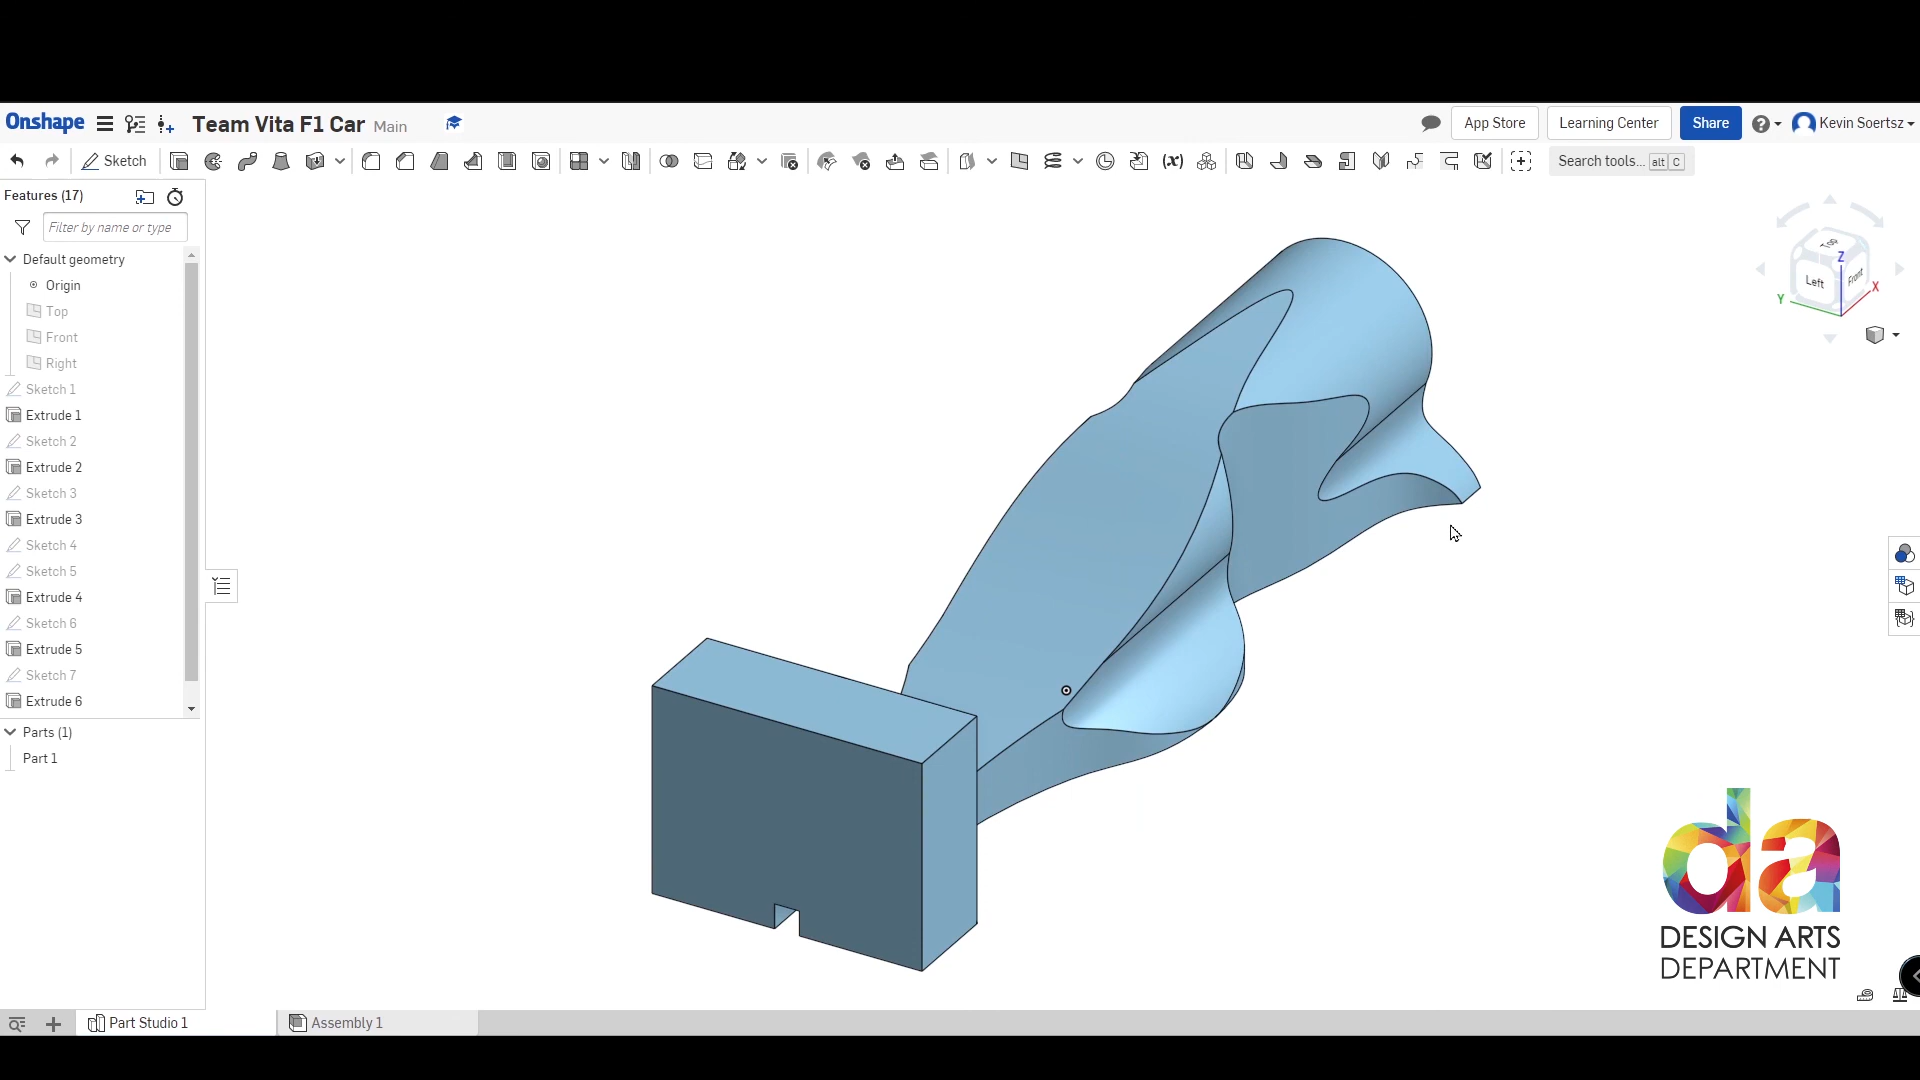 Onshape
Team Vita F1 Car Main
App Store
Learning Center
Share
Kevin Soertsz
Sketch
(x)
Search tools... alt C
Features (17)
Filter by name or type
Default geometry
Origin
Top
Front
Right
Sketch 1
Extrude 1
Sketch 2
Extrude 2
Sketch 3
Extrude 3
Sketch 4
Sketch 5
Extrude 4
Sketch 6
Extrude 5
Sketch 7
Extrude 6
Parts (1)
Part 1
Top
Z
Left
Front
X
Y
da
DESIGN ARTS
DEPARTMENT
Part Studio 1
Assembly 1